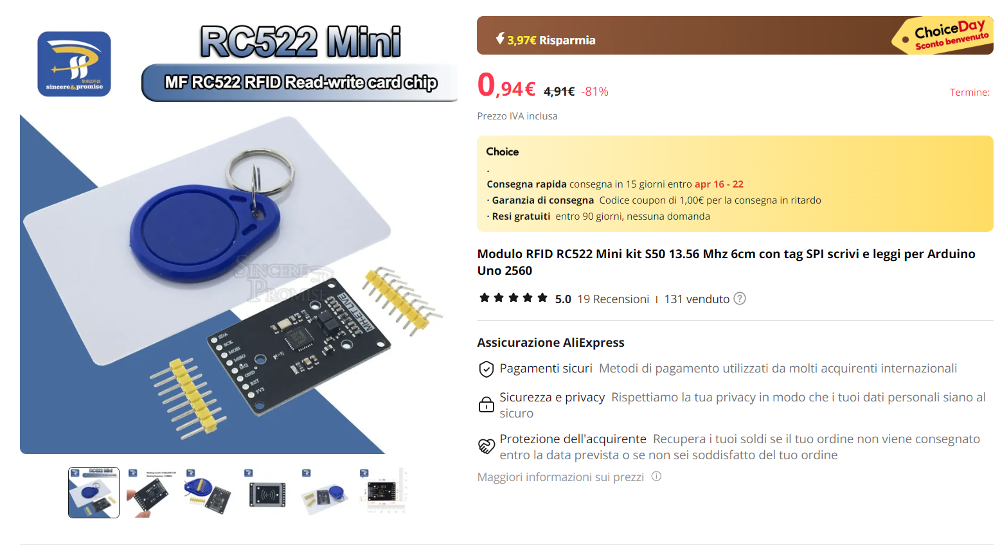 RC522 Mini
MF RC522 RFID Read-write card chip
sincere&promise
SINCERE
PROMISE
MH-ET LIVE
SDA
SCK
MOSI
MISO
IRQ
GND
RST
3V3
3,97€ Risparmia
ChoiceDay
Sconto benvenuto
0,94€ 4,91€ -81%
Termine:
Prezzo IVA inclusa
Choice
·
Consegna rapida consegna in 15 giorni entro apr 16 - 22
· Garanzia di consegna Codice coupon di 1,00€ per la consegna in ritardo
· Resi gratuiti entro 90 giorni, nessuna domanda
Modulo RFID RC522 Mini kit S50 13.56 Mhz 6cm con tag SPI scrivi e leggi per Arduino
Uno 2560
5.0 19 Recensioni I 131 venduto ?
Assicurazione AliExpress
Pagamenti sicuri Metodi di pagamento utilizzati da molti acquirenti internazionali
Sicurezza e privacy Rispettiamo la tua privacy in modo che i tuoi dati personali siano al
sicuro
Protezione dell'acquirente Recupera i tuoi soldi se il tuo ordine non viene consegnato
entro la data prevista o se non sei soddisfatto del tuo ordine
Maggiori informazioni sui prezzi